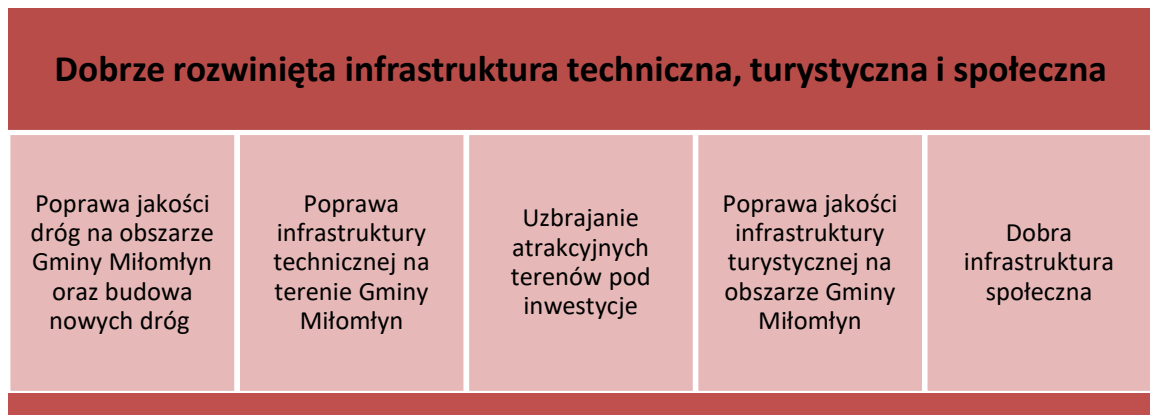 Dobrze rozwinięta infrastruktura techniczna, turystyczna i społeczna
Poprawa jakości
dróg na obszarze
Gminy Miłomłyn
oraz budowa
nowych dróg
Poprawa
infrastruktury
technicznej na
terenie Gminy
Miłomłyn
Uzbrajanie
atrakcyjnych
terenów pod
inwestycje
Poprawa jakości
infrastruktury
turystycznej na
obszarze Gminy
Miłomłyn
Dobra
infrastruktura
społeczna